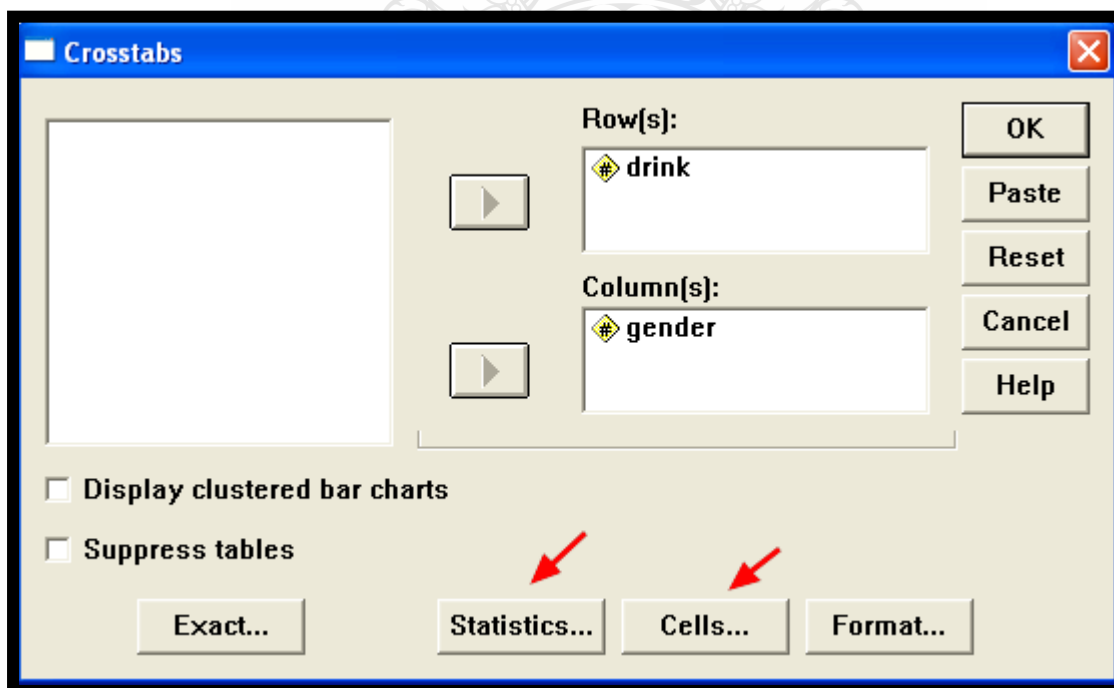 Crosstabs
Row(s):
# drink
Column(s):
# gender
OK
Paste
Reset
Cancel
Help
Display clustered bar charts
Suppress tables
Exact...
Statistics...
Cells...
Format...